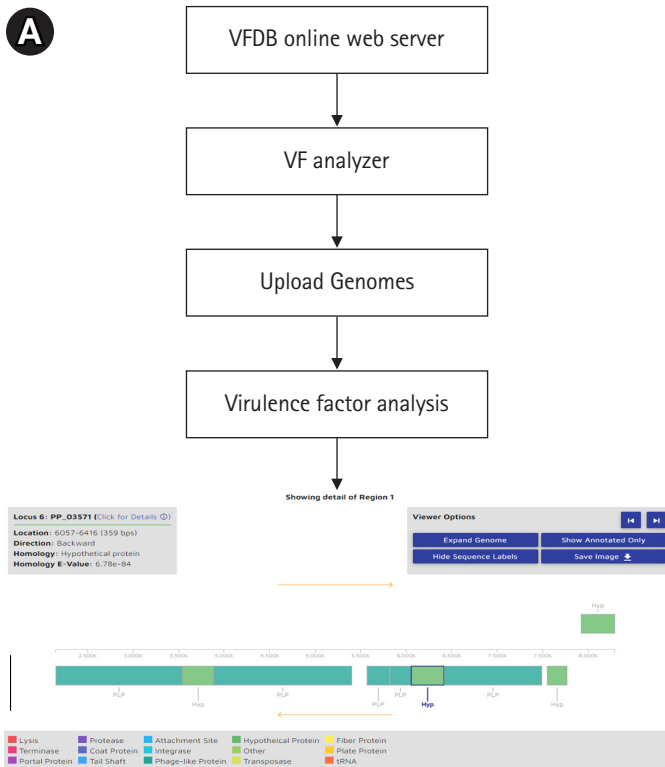 A
VFDB online web server
VF analyzer
Upload Genomes
Virulence factor analysis
Showing detail of Region 1
Locus 6: PP_03571 (Click for Details ⓘ)
Location: 6057-6416 (359 bps)
Direction: Backward
Homology: Hypothetical protein
Homology E-Value: 6.78e-84
Viewer Options
Expand Genome
Show Annotated Only
Hide Sequence Labels
Save Image
Hyp
2.500k 3.000k 3.500k 4.000k 4.500k 5.000k 5.500k 6.000k 6.500k 7.000k 7.500k 8.000k
PLP Hyp PLP PLP PLP Hyp PLP Hyp
Lysis Protease Attachment Site Hypotheical Protein Fiber Protein
Terminase Coat Protein Integrase Other Plate Protein
Portal Protein Tail Shaft Phage-like Protein Transposase tRNA